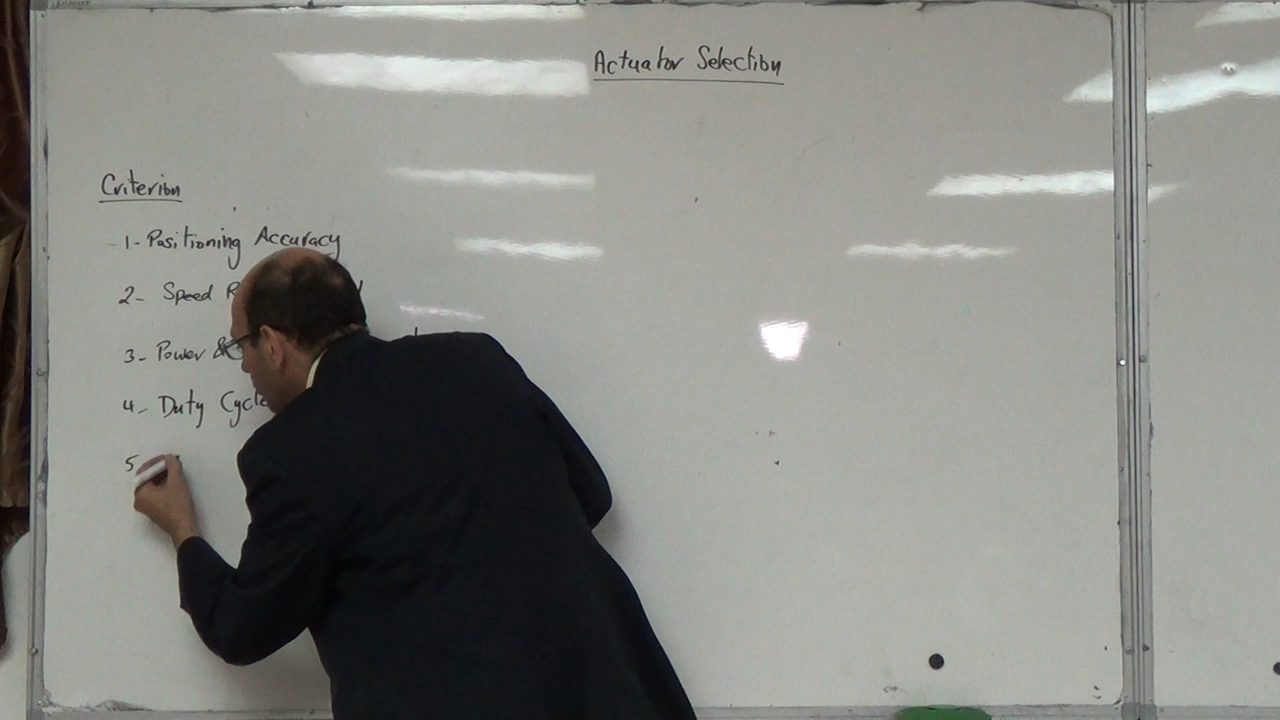 Actuator Selection
Criterion
1- Positioning Accuracy
2- Speed
3- Power &
4- Duty Cycle
5